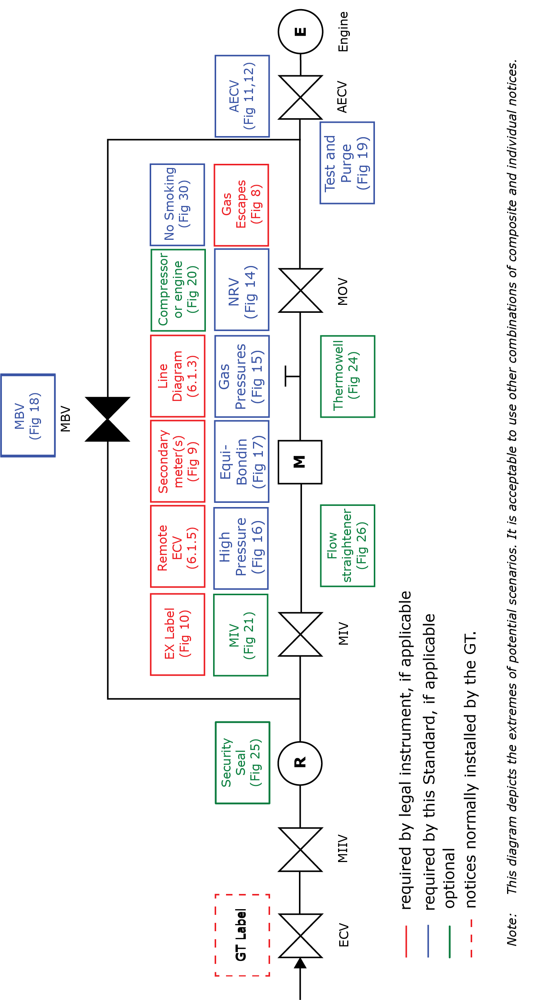 MBV
(Fig 18)
MBV
EX Label
(Fig 10)
Remote
ECV
(6.1.5)
Secondary
meter(s)
(Fig 9)
Line
Diagram
(6.1.3)
Compressor
or engine
(Fig 20)
No Smoking
(Fig 30)
GT Label
Security
Seal
(Fig 25)
MIV
(Fig 21)
High
Pressure
(Fig 16)
Equi-
Bondin
(Fig 17)
Gas
Pressures
(Fig 15)
NRV
(Fig 14)
Gas
Escapes
(Fig 8)
AECV
(Fig 11,12)
R
M
E
ECV
MIIV
MIV
MOV
AECV
Engine
Flow
straightener
(Fig 26)
Thermowell
(Fig 24)
Test and
Purge
(Fig 19)
required by legal instrument, if applicable
required by this Standard, if applicable
optional
notices normally installed by the GT.
Note: This diagram depicts the extremes of potential scenarios. It is acceptable to use other combinations of composite and individual notices.